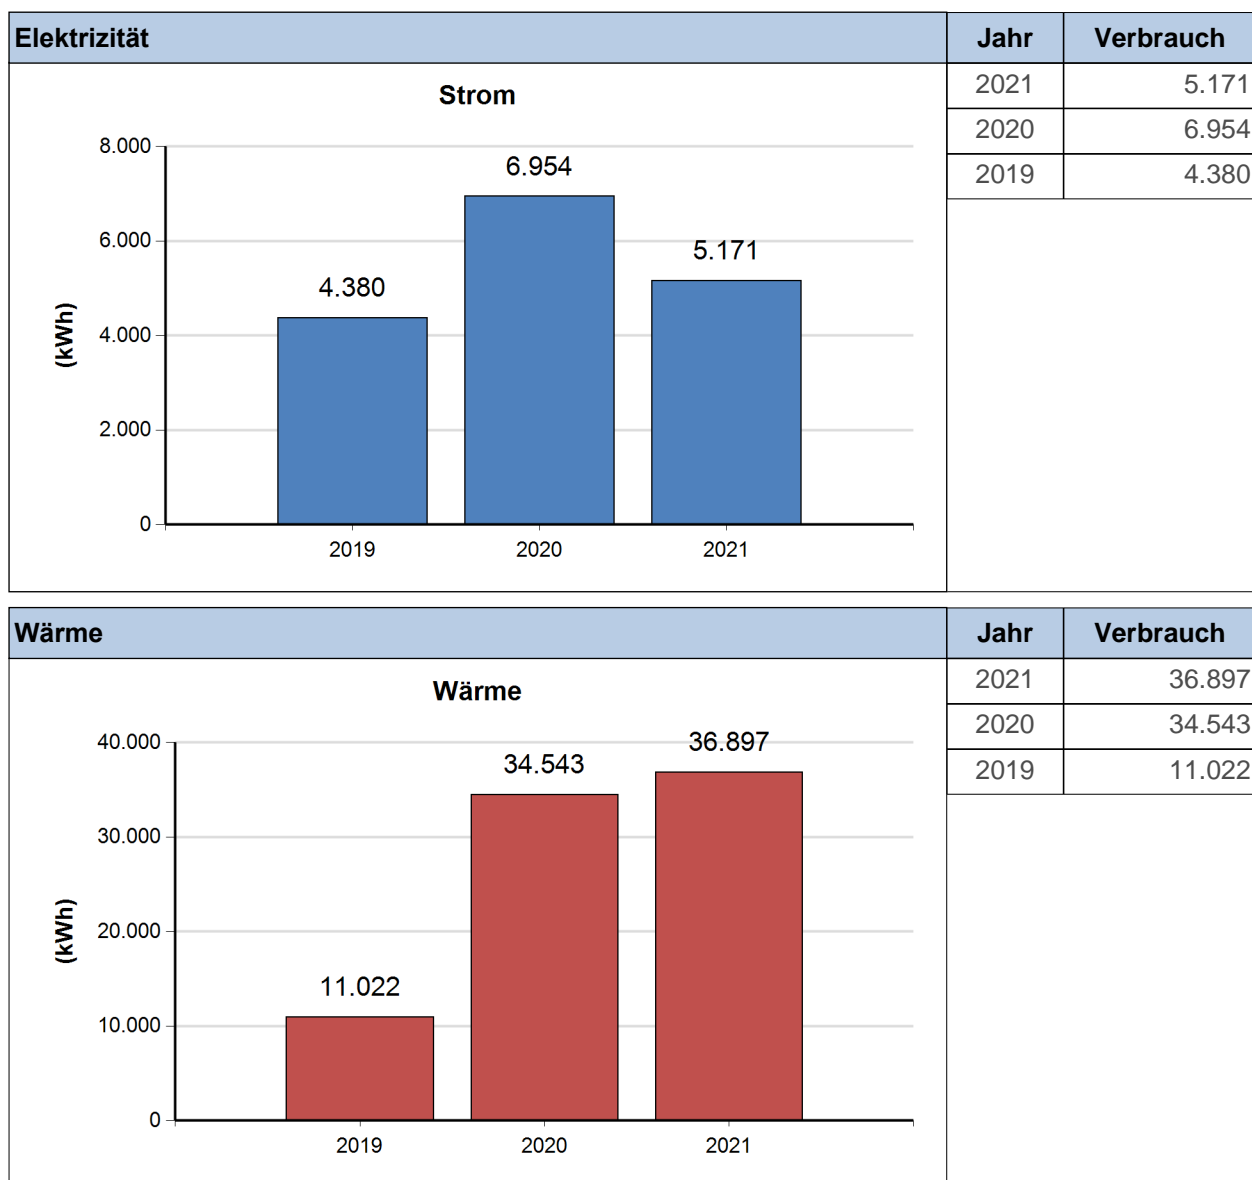 Elektrizität Jahr Verbrauch
2021 5.171
2020 6.954
2019 4.380
Strom
(kWh)
8.000
6.000
4.000
2.000
0
4.380
6.954
5.171
2019 2020 2021
Wärme Jahr Verbrauch
2021 36.897
2020 34.543
2019 11.022
Wärme
(kWh)
40.000
30.000
20.000
10.000
0
11.022
34.543
36.897
2019 2020 2021